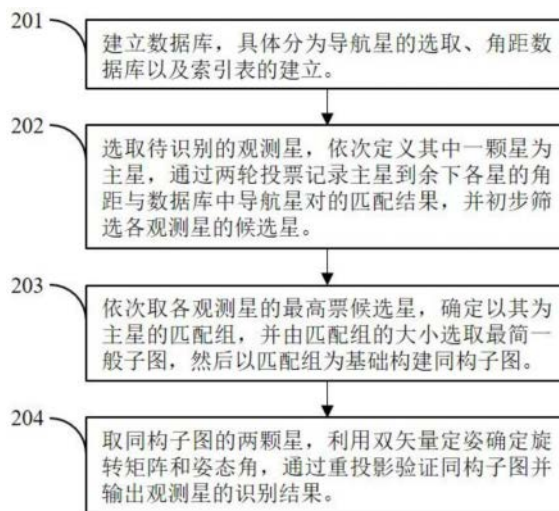 201
建立数据库，具体分为导航星的选取、角距数
据库以及索引表的建立。
202
选取待识别的观测星，依次定义其中一颗星为
主星，通过两轮投票记录主星到余下各星的角
距与数据库中导航星对的匹配结果，并初步筛
选各观测星的候选星。
203
依次取各观测星的最高票候选星，确定以其为
主星的匹配组，并由匹配组的大小选取最简一
般子图，然后以匹配组为基础构建同构子图。
204
取同构子图的两颗星，利用双矢量定姿确定旋
转矩阵和姿态角，通过重投影验证同构子图并
输出观测星的识别结果。